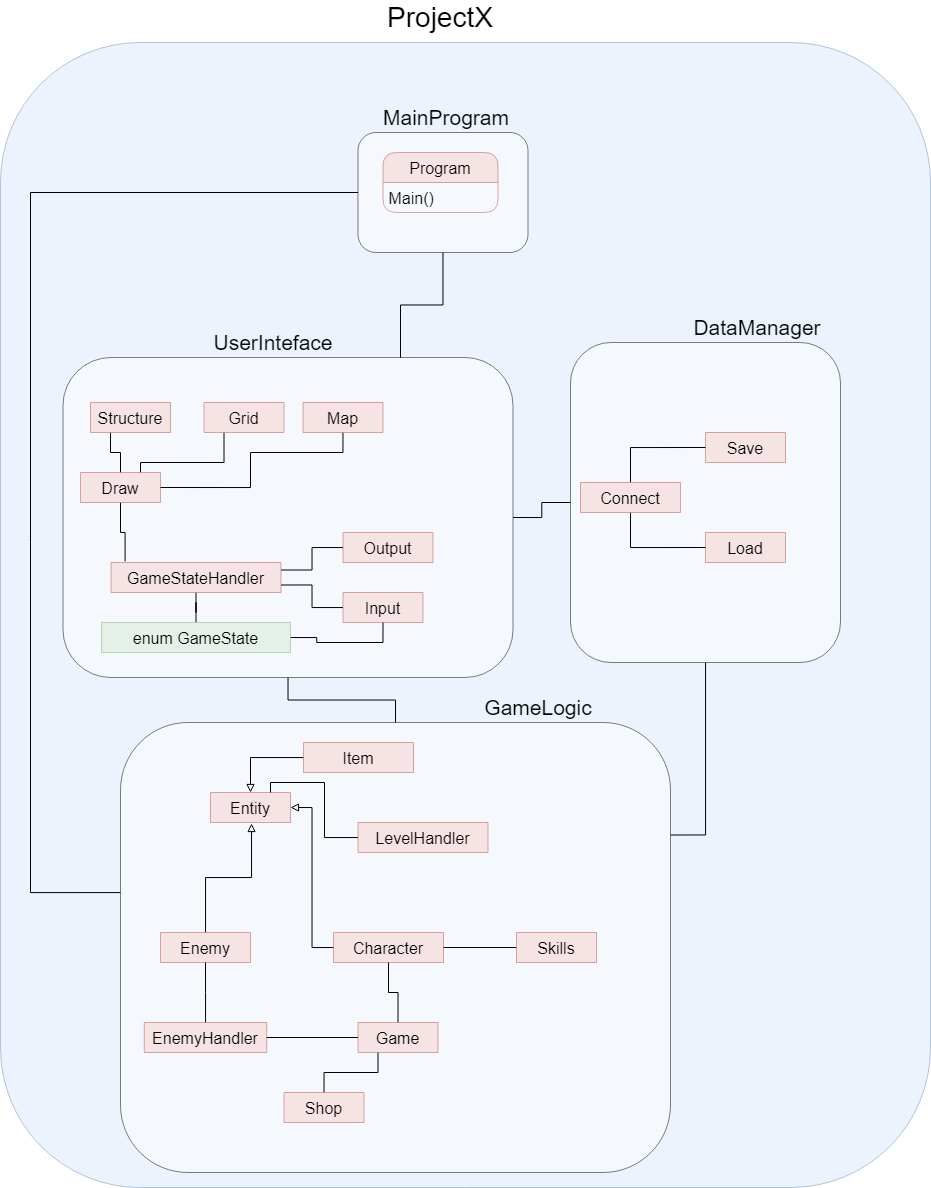 ProjectX
MainProgram
Program
Main()
UserInteface
DataManager
Structure
Grid
Map
Draw
Save
Connect
Load
Output
GameStateHandler
Input
enum GameState
GameLogic
Item
Entity
LevelHandler
Enemy
Character
Skills
EnemyHandler
Game
Shop